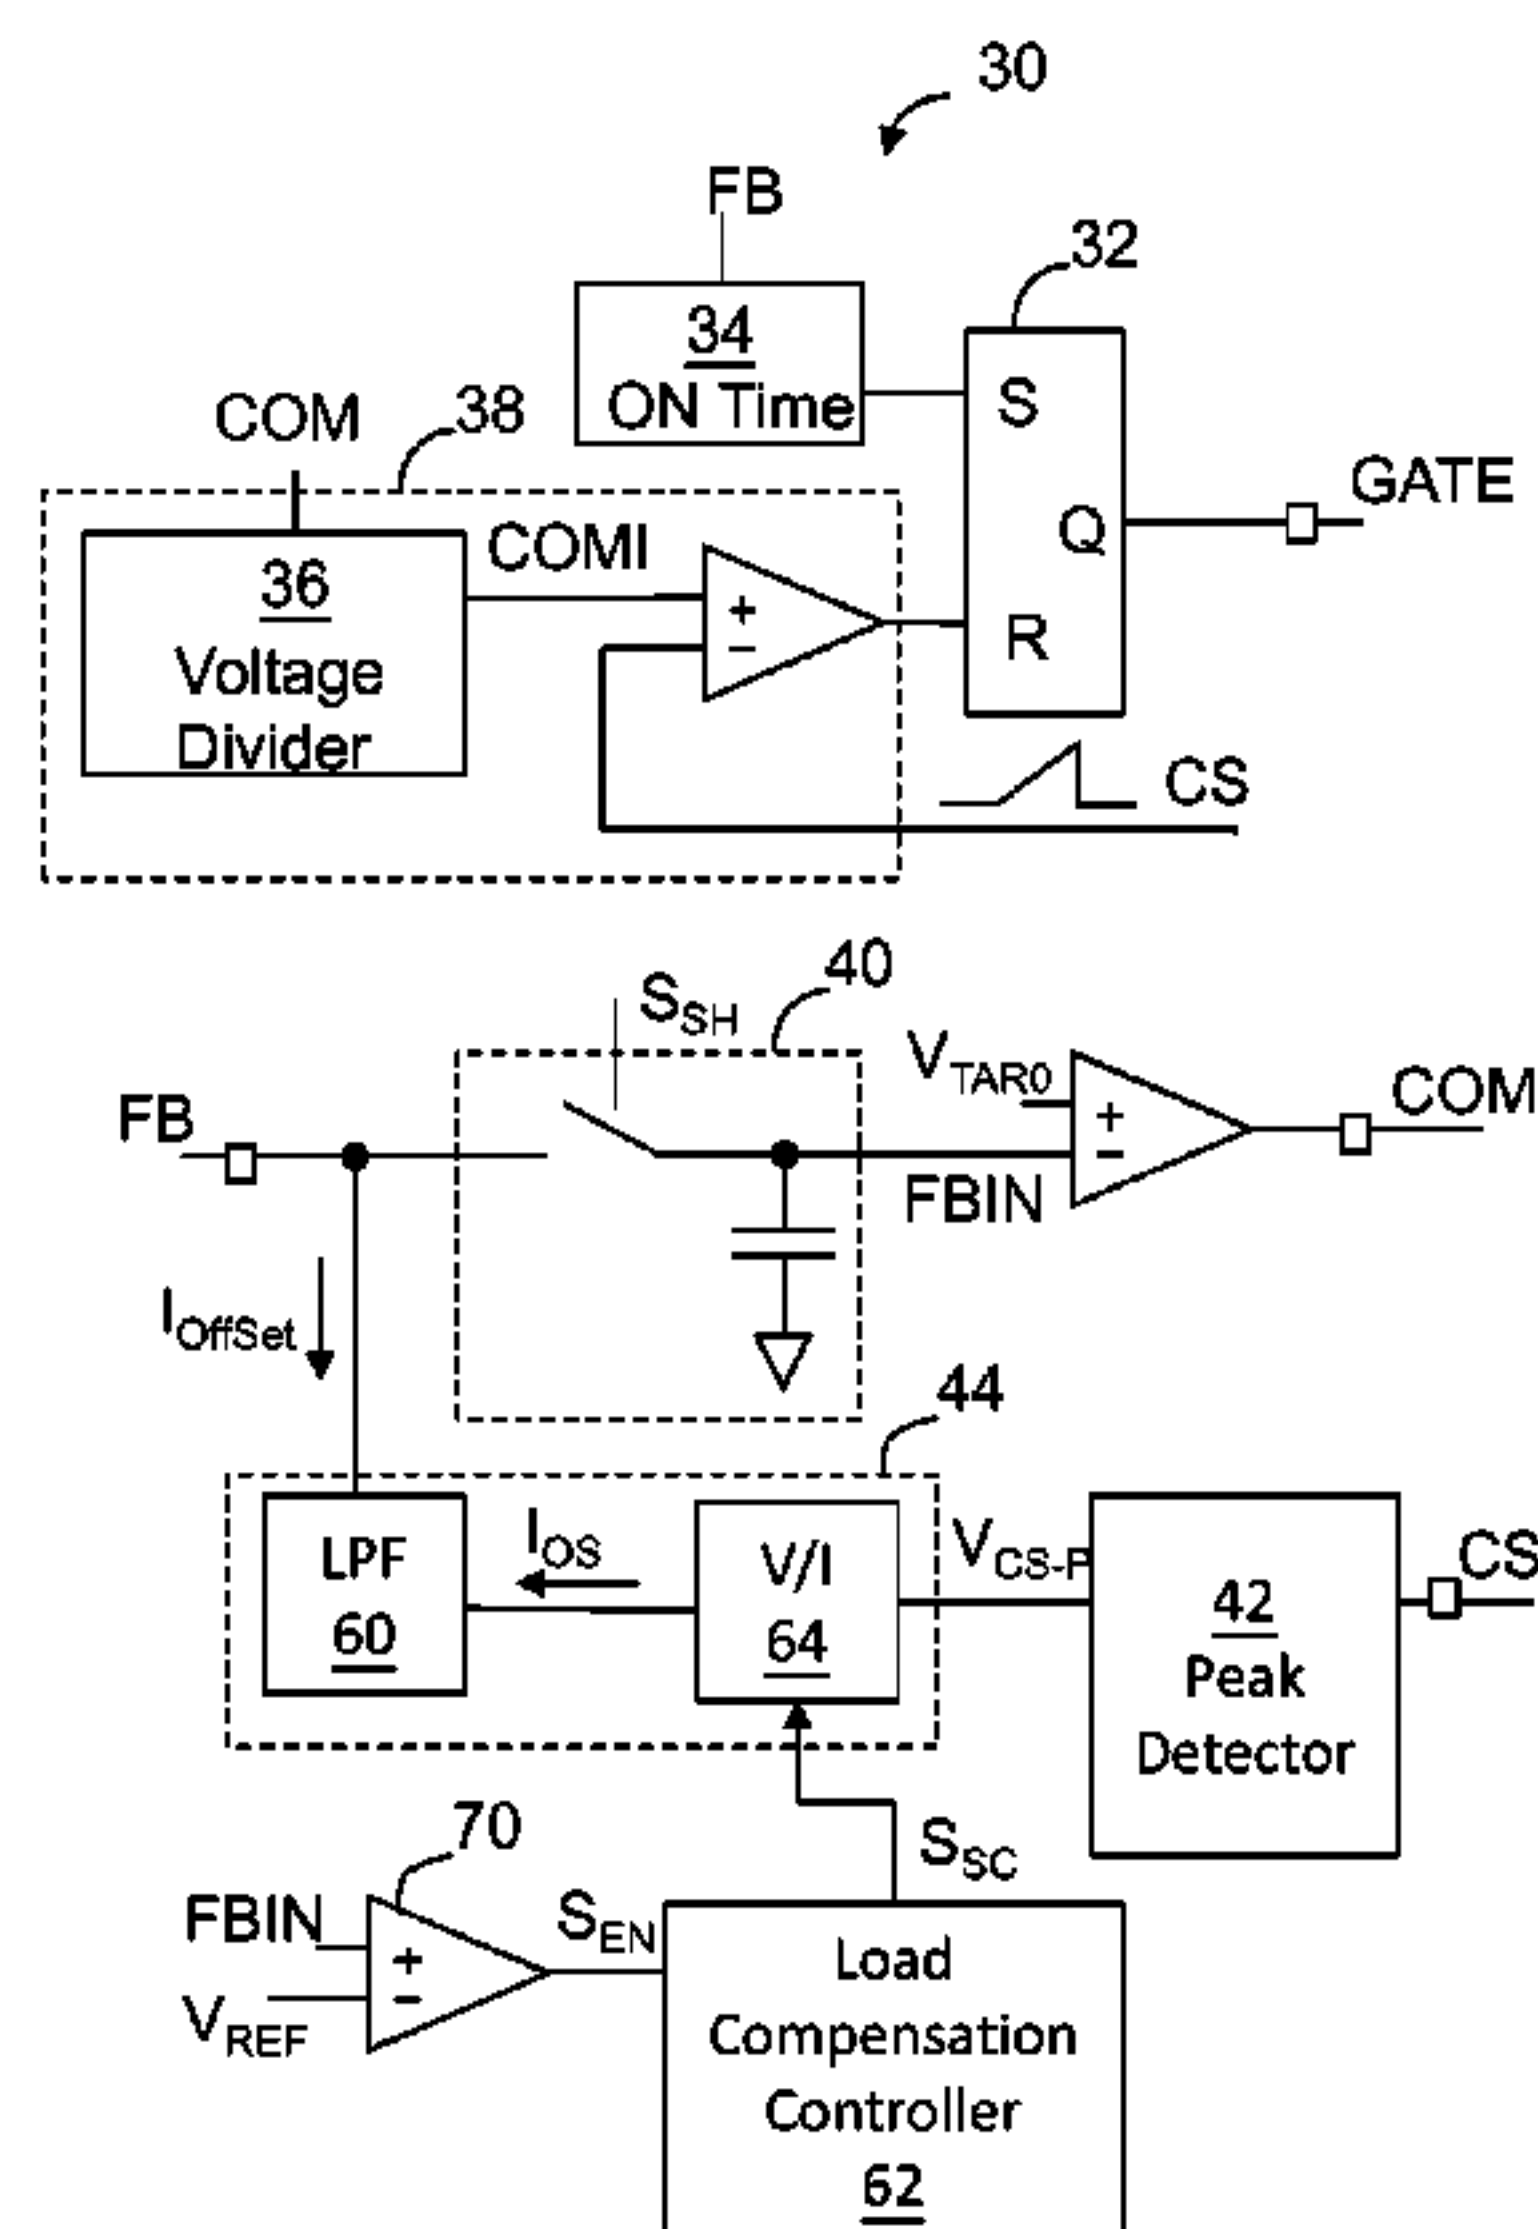 30
FB
32
34
ON Time
S
COM
38
GATE
COMI
Q
36
+
−
R
Voltage
Divider
CS
40
SSH
VTAR0
COM
FB
+
−
FBIN
IOffSet
44
LPF
60
IOS
V/I
64
VCS-P
CS
42
Peak
Detector
70
SSC
FBIN
SEN
+
−
VREF
Load
Compensation
Controller
62